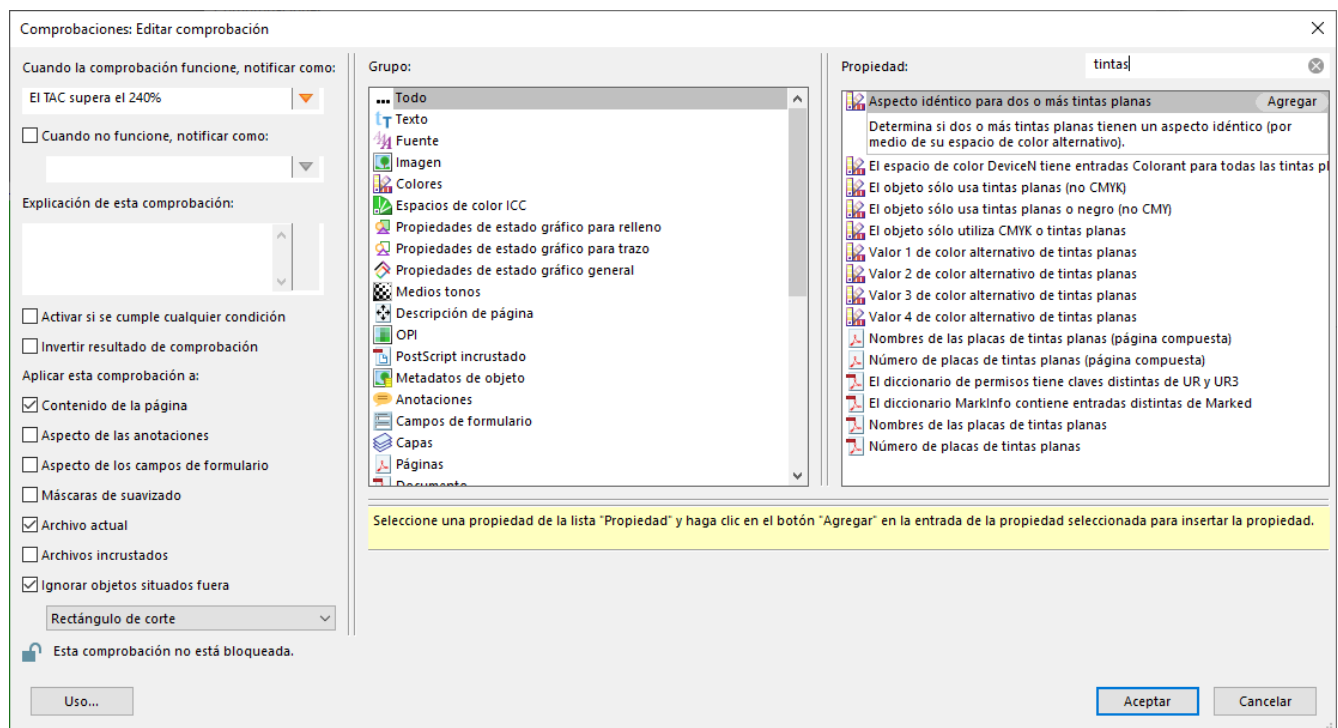 Comprobaciones: Editar comprobación
Cuando la comprobación funcione, notificar como:
El TAC supera el 240%
Cuando no funcione, notificar como:
Explicación de esta comprobación:
Activar si se cumple cualquier condición
Invertir resultado de comprobación
Aplicar esta comprobación a:
Contenido de la página
Aspecto de las anotaciones
Aspecto de los campos de formulario
Máscaras de suavizado
Archivo actual
Archivos incrustados
Ignorar objetos situados fuera
Rectángulo de corte
Esta comprobación no está bloqueada.
Uso...
Grupo:
Todo
Texto
Fuente
Imagen
Colores
Espacios de color ICC
Propiedades de estado gráfico para relleno
Propiedades de estado gráfico para trazo
Propiedades de estado gráfico general
Medios tonos
Descripción de página
OPI
PostScript incrustado
Metadatos de objeto
Anotaciones
Campos de formulario
Capas
Páginas
Documento
Propiedad:
tintas
Aspecto idéntico para dos o más tintas planas Agregar
Determina si dos o más tintas planas tienen un aspecto idéntico (por
medio de su espacio de color alternativo).
El espacio de color DeviceN tiene entradas Colorant para todas las tintas pl
El objeto sólo usa tintas planas (no CMYK)
El objeto sólo usa tintas planas o negro (no CMY)
El objeto sólo utiliza CMYK o tintas planas
Valor 1 de color alternativo de tintas planas
Valor 2 de color alternativo de tintas planas
Valor 3 de color alternativo de tintas planas
Valor 4 de color alternativo de tintas planas
Nombres de las placas de tintas planas (página compuesta)
Número de placas de tintas planas (página compuesta)
El diccionario de permisos tiene claves distintas de UR y UR3
El diccionario MarkInfo contiene entradas distintas de Marked
Nombres de las placas de tintas planas
Número de placas de tintas planas
Seleccione una propiedad de la lista "Propiedad" y haga clic en el botón "Agregar" en la entrada de la propiedad seleccionada para insertar la propiedad.
Aceptar
Cancelar